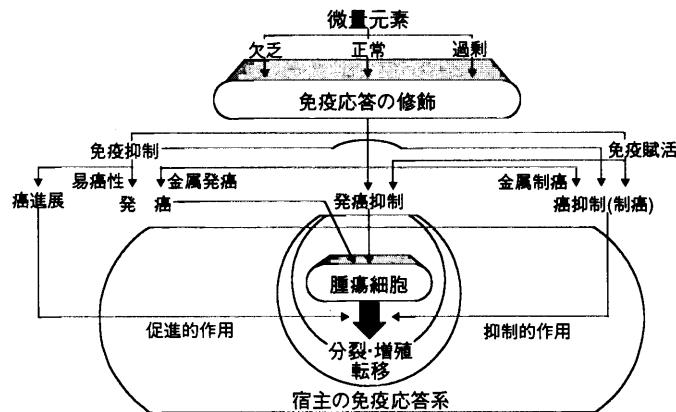 微量元素
欠乏 正常 過剰
免疫応答の修飾
免疫抑制 免疫賦活
易癌性 金属発癌 金属制癌
癌進展 発 癌 発癌抑制 癌抑制(制癌)
腫瘍細胞
促進的作用 抑制的作用
分裂・増殖
転移
宿主の免疫応答系